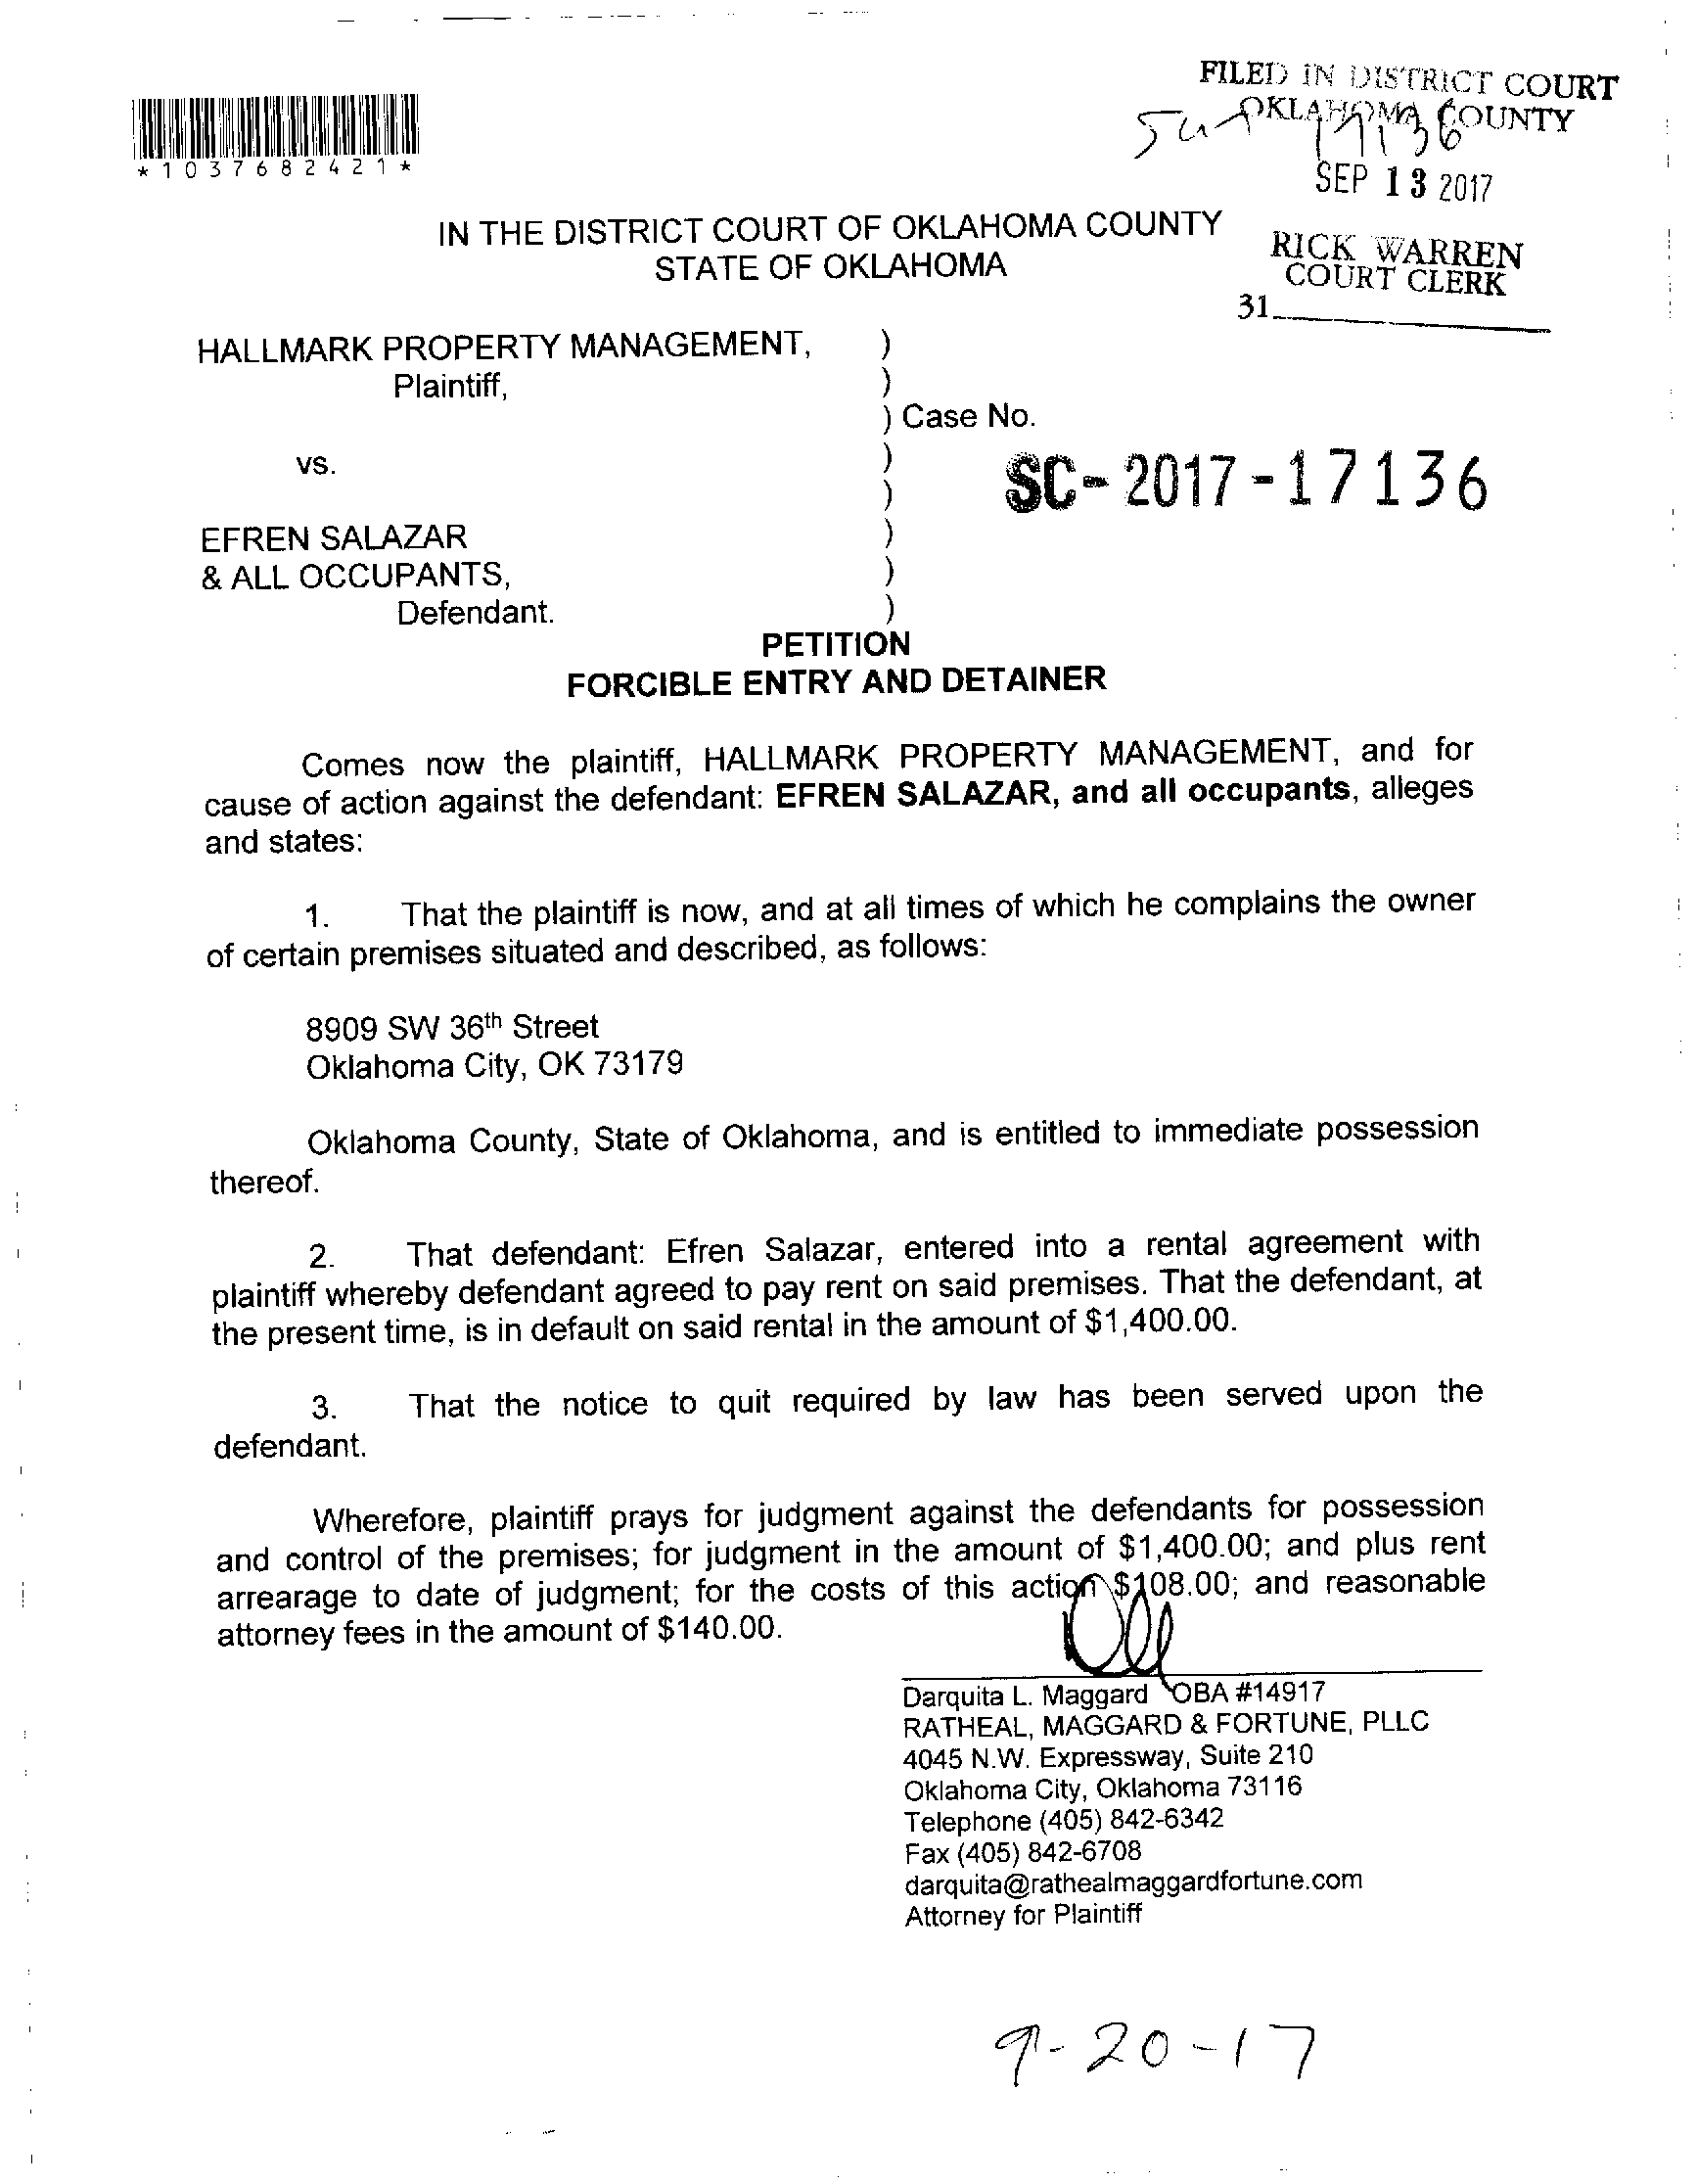 FILED IN DISTRICT COURT
OKLAHOMA COUNTY
17136
SEP 13 2017
RICK WARREN
COURT CLERK
31
*1037682421*
IN THE DISTRICT COURT OF OKLAHOMA COUNTY
STATE OF OKLAHOMA
HALLMARK PROPERTY MANAGEMENT, )
Plaintiff, )
) Case No.
vs. )
) SC-2017-17136
EFREN SALAZAR )
& ALL OCCUPANTS, )
Defendant. )
PETITION
FORCIBLE ENTRY AND DETAINER
Comes now the plaintiff, HALLMARK PROPERTY MANAGEMENT, and for
cause of action against the defendant: EFREN SALAZAR, and all occupants, alleges
and states:
1. That the plaintiff is now, and at all times of which he complains the owner
of certain premises situated and described, as follows:
8909 SW 36th Street
Oklahoma City, OK 73179
Oklahoma County, State of Oklahoma, and is entitled to immediate possession
thereof.
2. That defendant: Efren Salazar, entered into a rental agreement with
plaintiff whereby defendant agreed to pay rent on said premises. That the defendant, at
the present time, is in default on said rental in the amount of $1,400.00.
3. That the notice to quit required by law has been served upon the
defendant.
Wherefore, plaintiff prays for judgment against the defendants for possession
and control of the premises; for judgment in the amount of $1,400.00; and plus rent
arrearage to date of judgment; for the costs of this action $108.00; and reasonable
attorney fees in the amount of $140.00.
Darquita L. Maggard OBA #14917
RATHEAL, MAGGARD & FORTUNE, PLLC
4045 N.W. Expressway, Suite 210
Oklahoma City, Oklahoma 73116
Telephone (405) 842-6342
Fax (405) 842-6708
darquita@rathealmaggardfortune.com
Attorney for Plaintiff
9-20-17